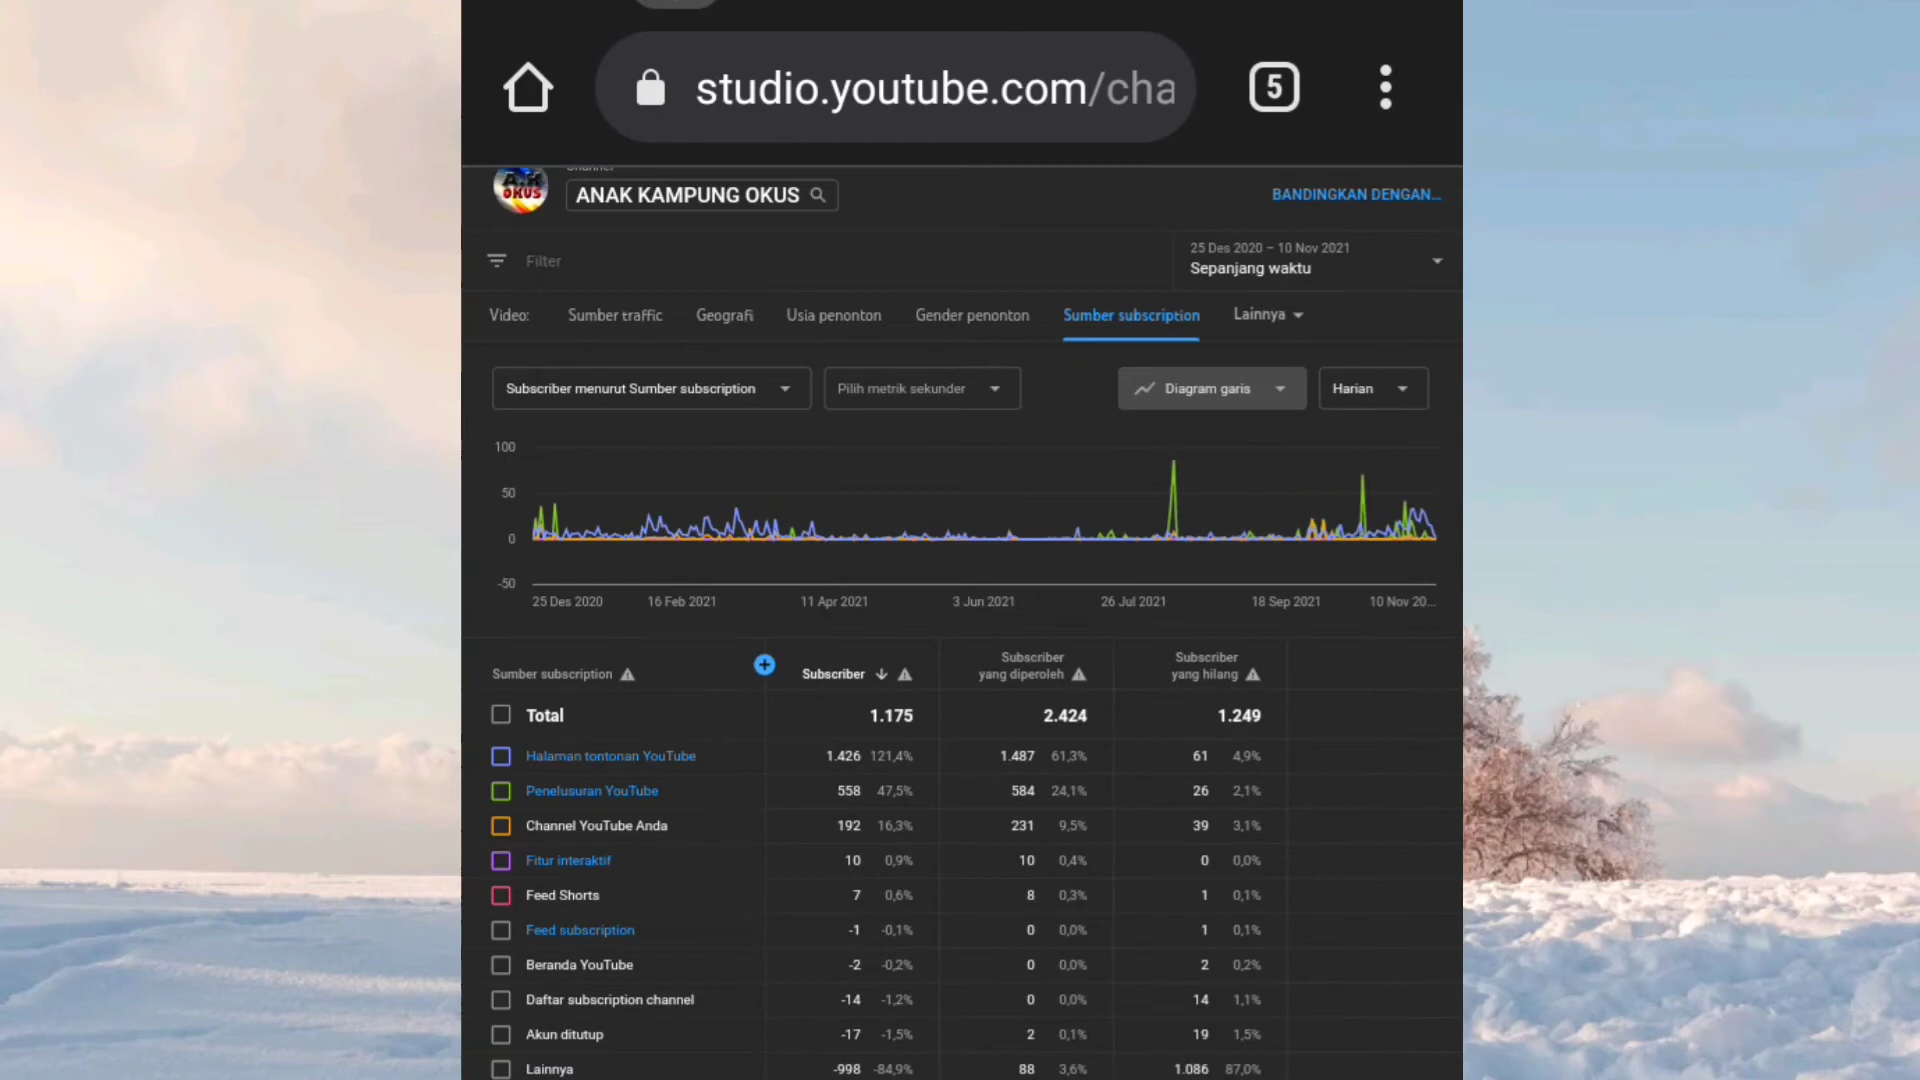 studio.youtube.com/cha
5
A.K
OKUS
ANAK KAMPUNG OKUS
BANDINGKAN DENGAN...
Filter
25 Des 2020 – 10 Nov 2021
Sepanjang waktu
Video:
Sumber traffic
Geografi
Usia penonton
Gender penonton
Sumber subscription
Lainnya
Subscriber menurut Sumber subscription
Pilih metrik sekunder
Diagram garis
Harian
100
50
0
-50
25 Des 2020
16 Feb 2021
11 Apr 2021
3 Jun 2021
26 Jul 2021
18 Sep 2021
10 Nov 20...
Sumber subscription
Subscriber
Subscriber
yang diperoleh
Subscriber
yang hilang
Total 1.175 2.424 1.249
Halaman tontonan YouTube 1.426 121,4% 1.487 61,3% 61 4,9%
Penelusuran YouTube 558 47,5% 584 24,1% 26 2,1%
Channel YouTube Anda 192 16,3% 231 9,5% 39 3,1%
Fitur interaktif 10 0,9% 10 0,4% 0 0,0%
Feed Shorts 7 0,6% 8 0,3% 1 0,1%
Feed subscription -1 -0,1% 0 0,0% 1 0,1%
Beranda YouTube -2 -0,2% 0 0,0% 2 0,2%
Daftar subscription channel -14 -1,2% 0 0,0% 14 1,1%
Akun ditutup -17 -1,5% 2 0,1% 19 1,5%
Lainnya -998 -84,9% 88 3,6% 1.086 87,0%